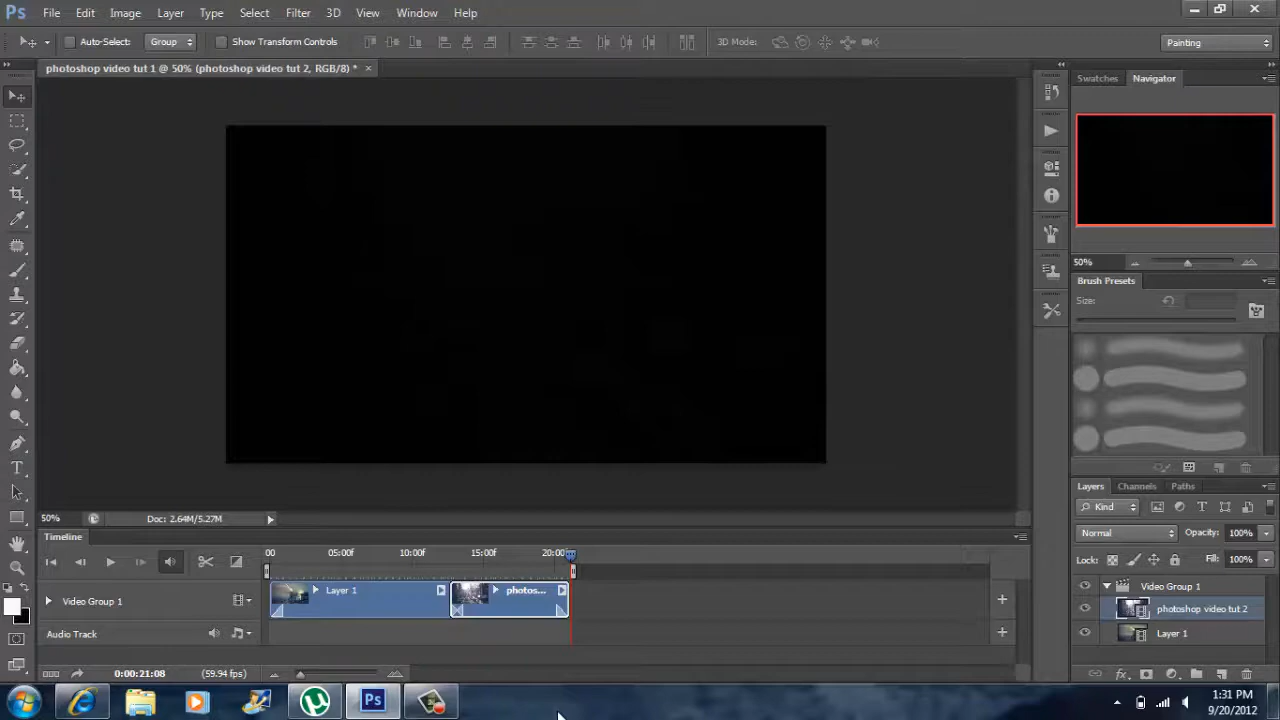 Ps File Edit Image Layer Type Select Filter 3D View Window Help
Auto-Select: Group Show Transform Controls 3D Mode: Painting
photoshop video tut 1 @ 50% (photoshop video tut 2, RGB/8) *
Swatches Navigator
50%
Brush Presets
Size:
Layers Channels Paths
Kind
Normal Opacity: 100%
Lock: Fill: 100%
Video Group 1
photoshop video tut 2
Layer 1
50% Doc: 2.64M/5.27M
Timeline
00 05:00f 10:00f 15:00f 20:00
Video Group 1 Layer 1 photos...
Audio Track
0:00:21:08 (59.94 fps)
Ps
1:31 PM
9/20/2012